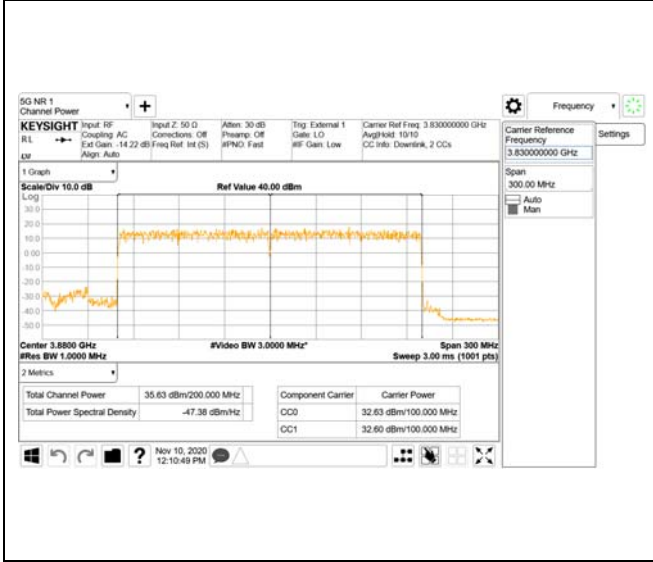 5G NR 1
Channel Power
Frequency
KEYSIGHT
R L
Input: RF
Coupling: AC
Ext Gain: -14.22 dB
Align: Auto
Input Z: 50 Ω
Corrections: Off
Freq Ref: Int (S)
Atten: 30 dB
Preamp: Off
#PNO: Fast
Trig: External 1
Gate: LO
#IF Gain: Low
Carrier Ref Freq: 3.830000000 GHz
Avg|Hold: 10/10
CC Info: Downlink, 2 CCs
Carrier Reference
Frequency
3.830000000 GHz
Settings
Span
300.00 MHz
Auto
Man
1 Graph
Scale/Div 10.0 dB
Ref Value 40.00 dBm
Log
30.0
20.0
10.0
0.00
-10.0
-20.0
-30.0
-40.0
-50.0
Center 3.8800 GHz
#Video BW 3.0000 MHz*
Span 300 MHz
#Res BW 1.0000 MHz
Sweep 3.00 ms (1001 pts)
2 Metrics
Total Channel Power 35.63 dBm/200.000 MHz
Total Power Spectral Density -47.38 dBm/Hz
Component Carrier Carrier Power
CC0 32.63 dBm/100.000 MHz
CC1 32.60 dBm/100.000 MHz
?
Nov 10, 2020
12:10:49 PM